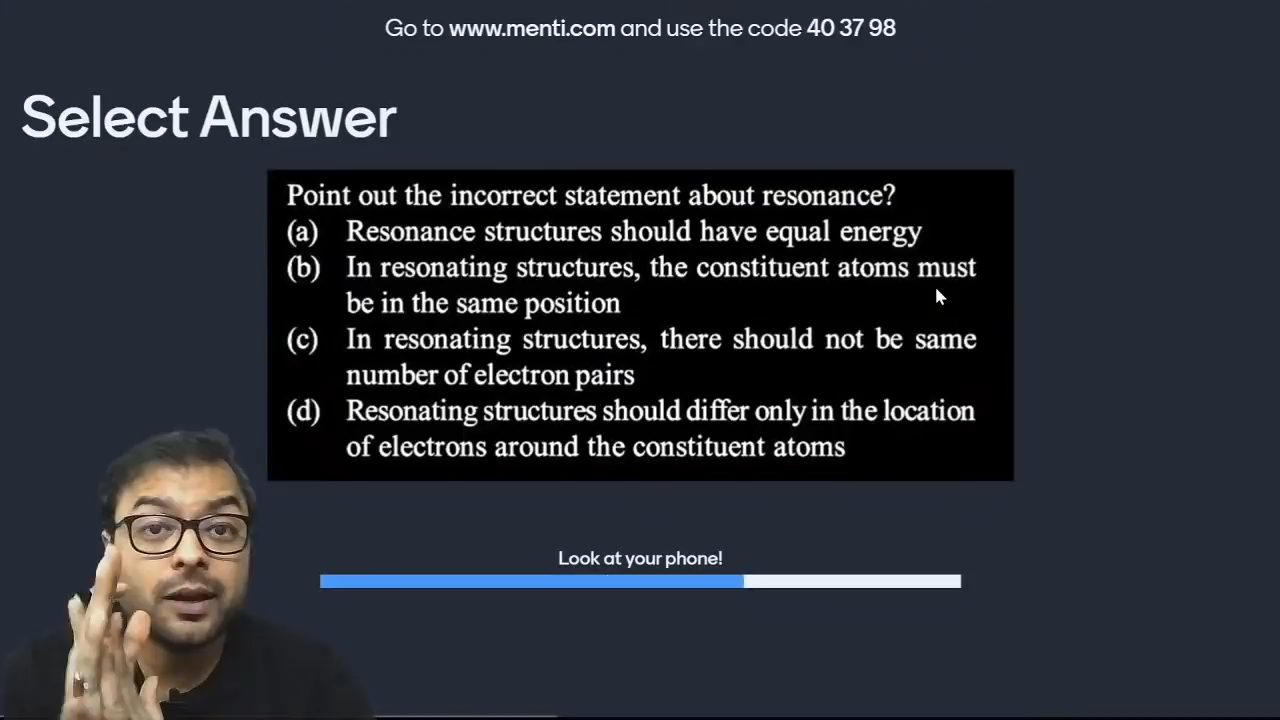 Go to www.menti.com and use the code 40 37 98
Select Answer
Point out the incorrect statement about resonance?
(a) Resonance structures should have equal energy
(b) In resonating structures, the constituent atoms must
be in the same position
(c) In resonating structures, there should not be same
number of electron pairs
(d) Resonating structures should differ only in the location
of electrons around the constituent atoms
Look at your phone!